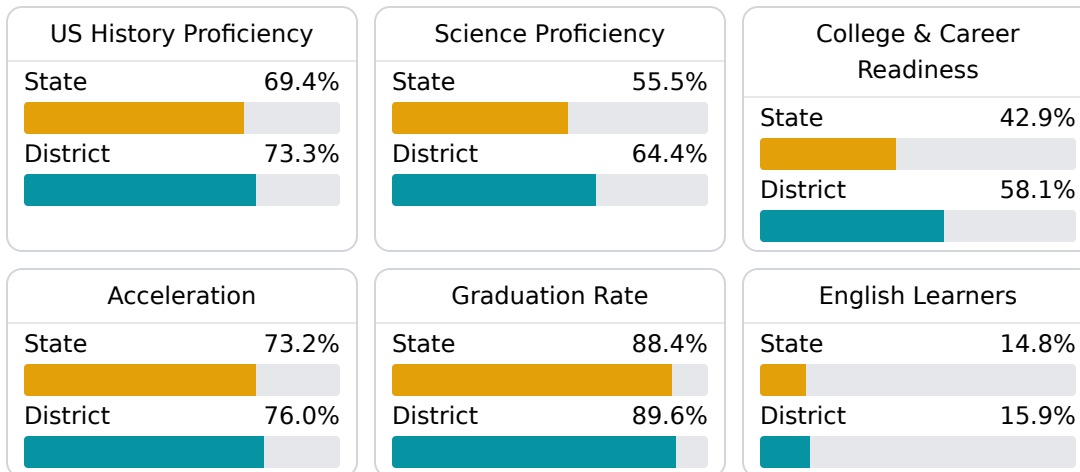 US History Proficiency
State 69.4%
District 73.3%
Science Proficiency
State 55.5%
District 64.4%
College & Career
Readiness
State 42.9%
District 58.1%
Acceleration
State 73.2%
District 76.0%
Graduation Rate
State 88.4%
District 89.6%
English Learners
State 14.8%
District 15.9%